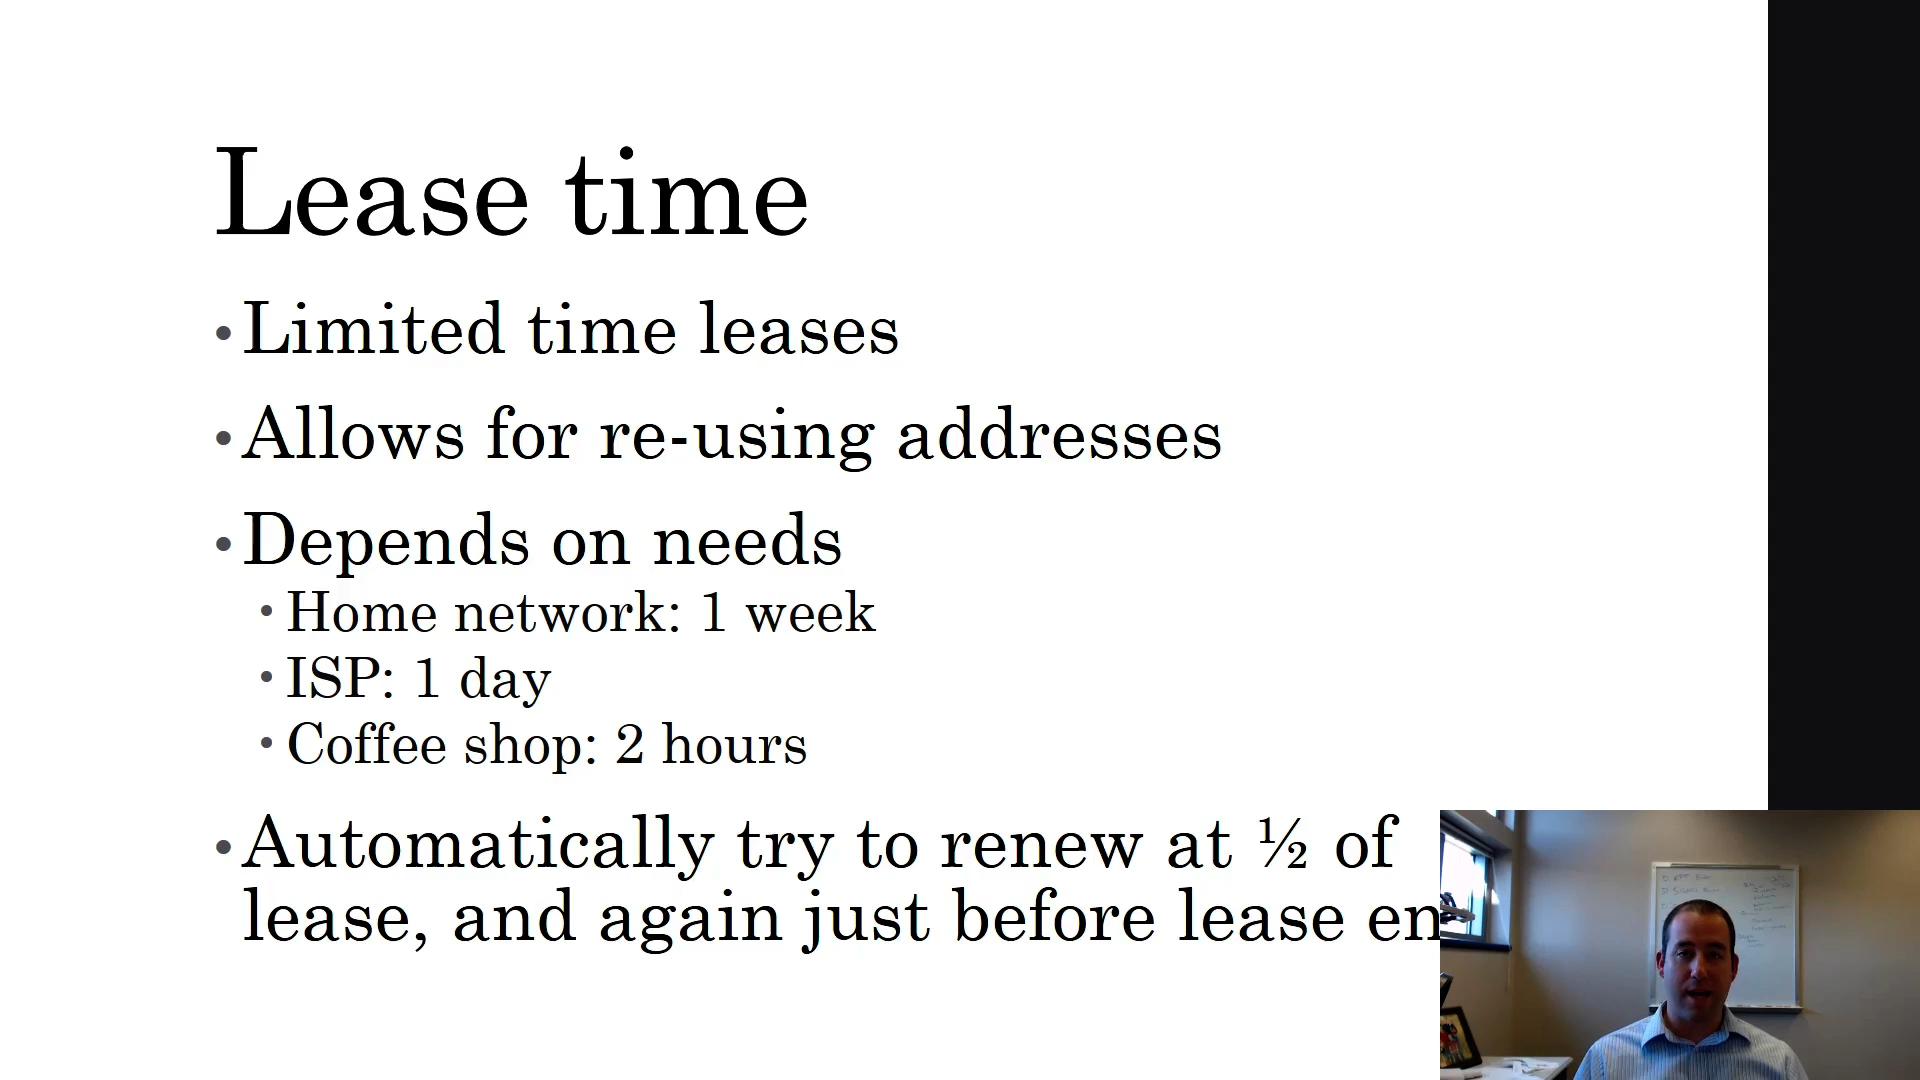 Lease time
•Limited time leases
•Allows for re-using addresses
•Depends on needs
•Home network: 1 week
•ISP: 1 day
•Coffee shop: 2 hours
•Automatically try to renew at ½ of
lease, and again just before lease en